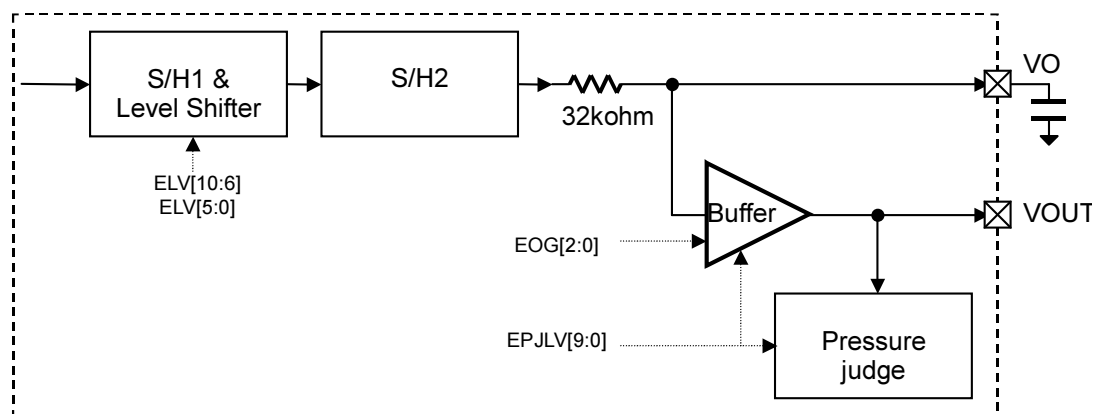 S/H1 &
Level Shifter
S/H2
32kohm
VO
ELV[10:6]
ELV[5:0]
Buffer
VOUT
EOG[2:0]
EPJLV[9:0]
Pressure
judge